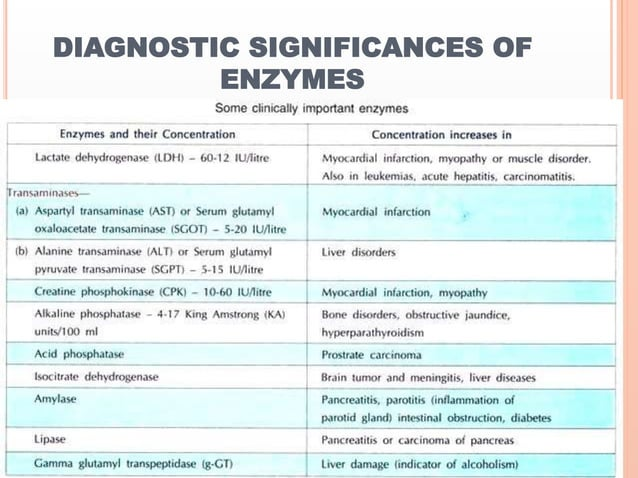 DIAGNOSTIC SIGNIFICANCES OF
ENZYMES
Some clinically important enzymes
Enzymes and their Concentration
Concentration increases in
Lactate dehydrogenase (LDH) – 60-12 IU/litre
Myocardial infarction, myopathy or muscle disorder.
Also in leukemias, acute hepatitis, carcinomatitis.
Transaminases—
(a) Aspartyl transaminase (AST) or Serum glutamyl
oxaloacetate transaminase (SGOT) – 5-20 IU/litre
Myocardial infarction
(b) Alanine transaminase (ALT) or Serum glutamyl
pyruvate transaminase (SGPT) – 5-15 IU/litre
Liver disorders
Creatine phosphokinase (CPK) – 10-60 IU/litre
Myocardial infarction, myopathy
Alkaline phosphatase – 4-17 King Amstrong (KA)
units/100 ml
Bone disorders, obstructive jaundice,
hyperparathyroidism
Acid phosphatase
Prostrate carcinoma
Isocitrate dehydrogenase
Brain tumor and meningitis, liver diseases
Amylase
Pancreatitis, parotitis (inflammation of
parotid gland) intestinal obstruction, diabetes
Lipase
Pancreatitis or carcinoma of pancreas
Gamma glutamyl transpeptidase (g-GT)
Liver damage (indicator of alcoholism)